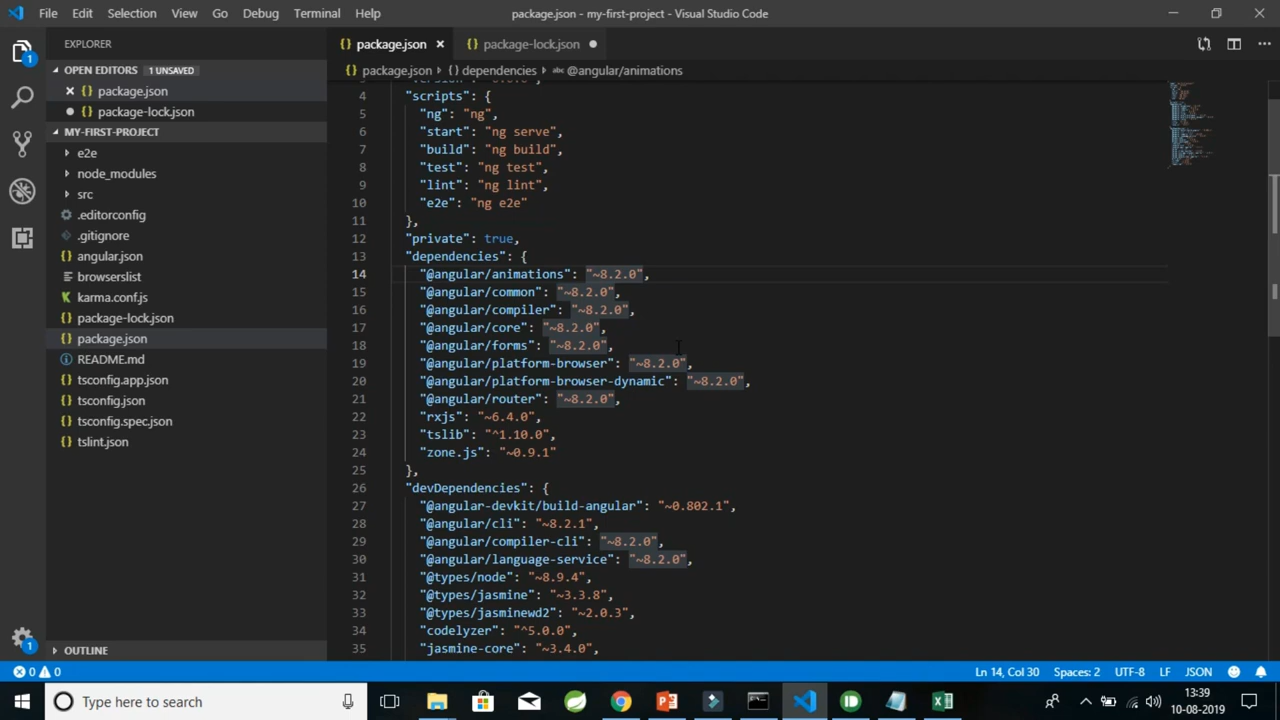 File Edit Selection View Go Debug Terminal Help package.json - my-first-project - Visual Studio Code
EXPLORER
OPEN EDITORS 1 UNSAVED
package.json
package-lock.json
MY-FIRST-PROJECT
e2e
node_modules
src
.editorconfig
.gitignore
angular.json
browserslist
karma.conf.js
package-lock.json
package.json
README.md
tsconfig.app.json
tsconfig.json
tsconfig.spec.json
tslint.json
OUTLINE
1
1
{} package.json × {} package-lock.json
{} package.json › {} dependencies › abc @angular/animations
4 "scripts": {
5 "ng": "ng",
6 "start": "ng serve",
7 "build": "ng build",
8 "test": "ng test",
9 "lint": "ng lint",
10 "e2e": "ng e2e"
11 },
12 "private": true,
13 "dependencies": {
14 "@angular/animations": "~8.2.0",
15 "@angular/common": "~8.2.0",
16 "@angular/compiler": "~8.2.0",
17 "@angular/core": "~8.2.0",
18 "@angular/forms": "~8.2.0",
19 "@angular/platform-browser": "~8.2.0",
20 "@angular/platform-browser-dynamic": "~8.2.0",
21 "@angular/router": "~8.2.0",
22 "rxjs": "~6.4.0",
23 "tslib": "^1.10.0",
24 "zone.js": "~0.9.1"
25 },
26 "devDependencies": {
27 "@angular-devkit/build-angular": "~0.802.1",
28 "@angular/cli": "~8.2.1",
29 "@angular/compiler-cli": "~8.2.0",
30 "@angular/language-service": "~8.2.0",
31 "@types/node": "~8.9.4",
32 "@types/jasmine": "~3.3.8",
33 "@types/jasminewd2": "~2.0.3",
34 "codelyzer": "^5.0.0",
35 "jasmine-core": "~3.4.0",
0 0 Ln 14, Col 30 Spaces: 2 UTF-8 LF JSON
Type here to search
13:39
10-08-2019